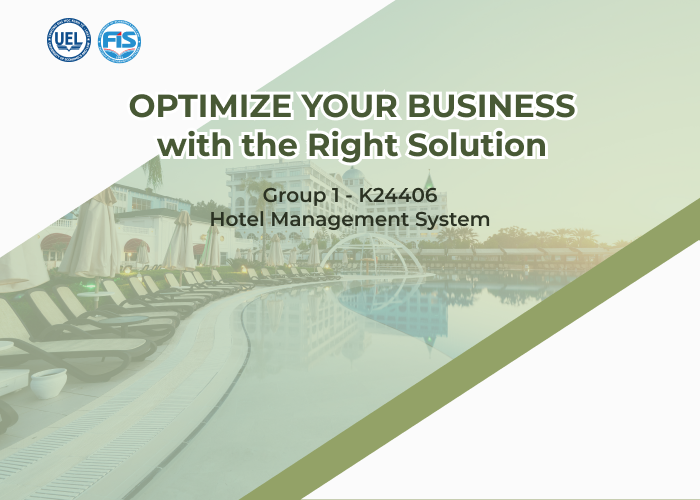 UEL
FIS
OPTIMIZE YOUR BUSINESS
with the Right Solution
Group 1 - K24406
Hotel Management System